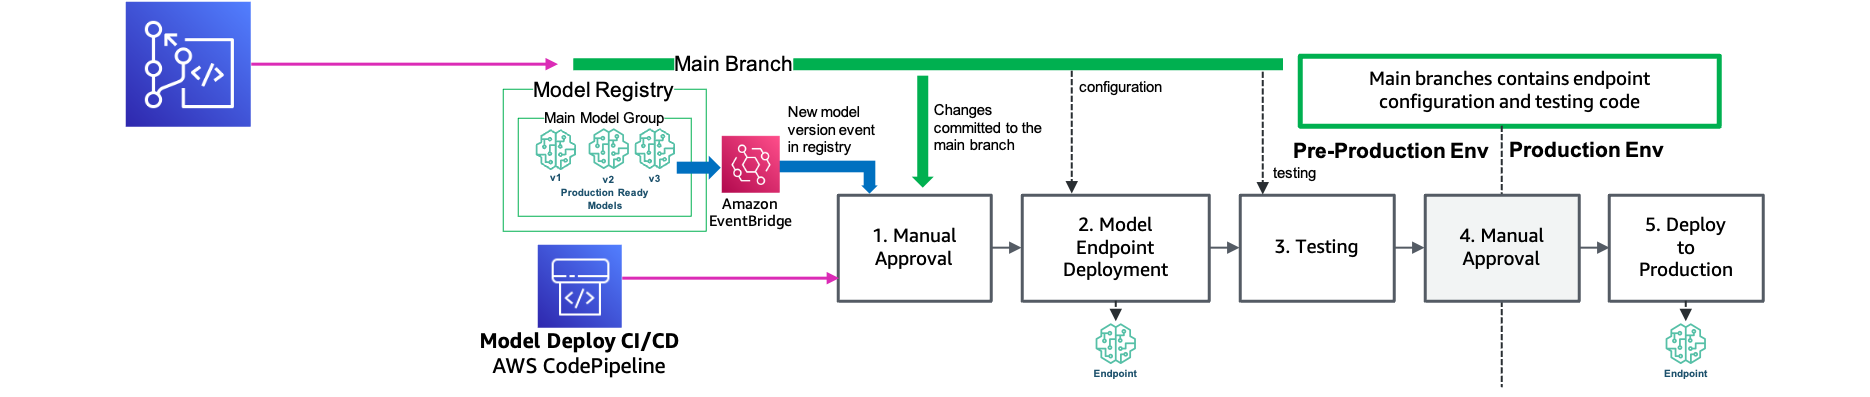 Main Branch
Main branches contains endpoint
configuration and testing code
Model Registry
Main Model Group
v1
v2
v3
Production Ready
Models
New model
version event
in registry
Amazon
EventBridge
Changes
committed to the
main branch
configuration
testing
Pre-Production Env
Production Env
1. Manual
Approval
2. Model
Endpoint
Deployment
3. Testing
4. Manual
Approval
5. Deploy
to
Production
Model Deploy CI/CD
AWS CodePipeline
Endpoint
Endpoint